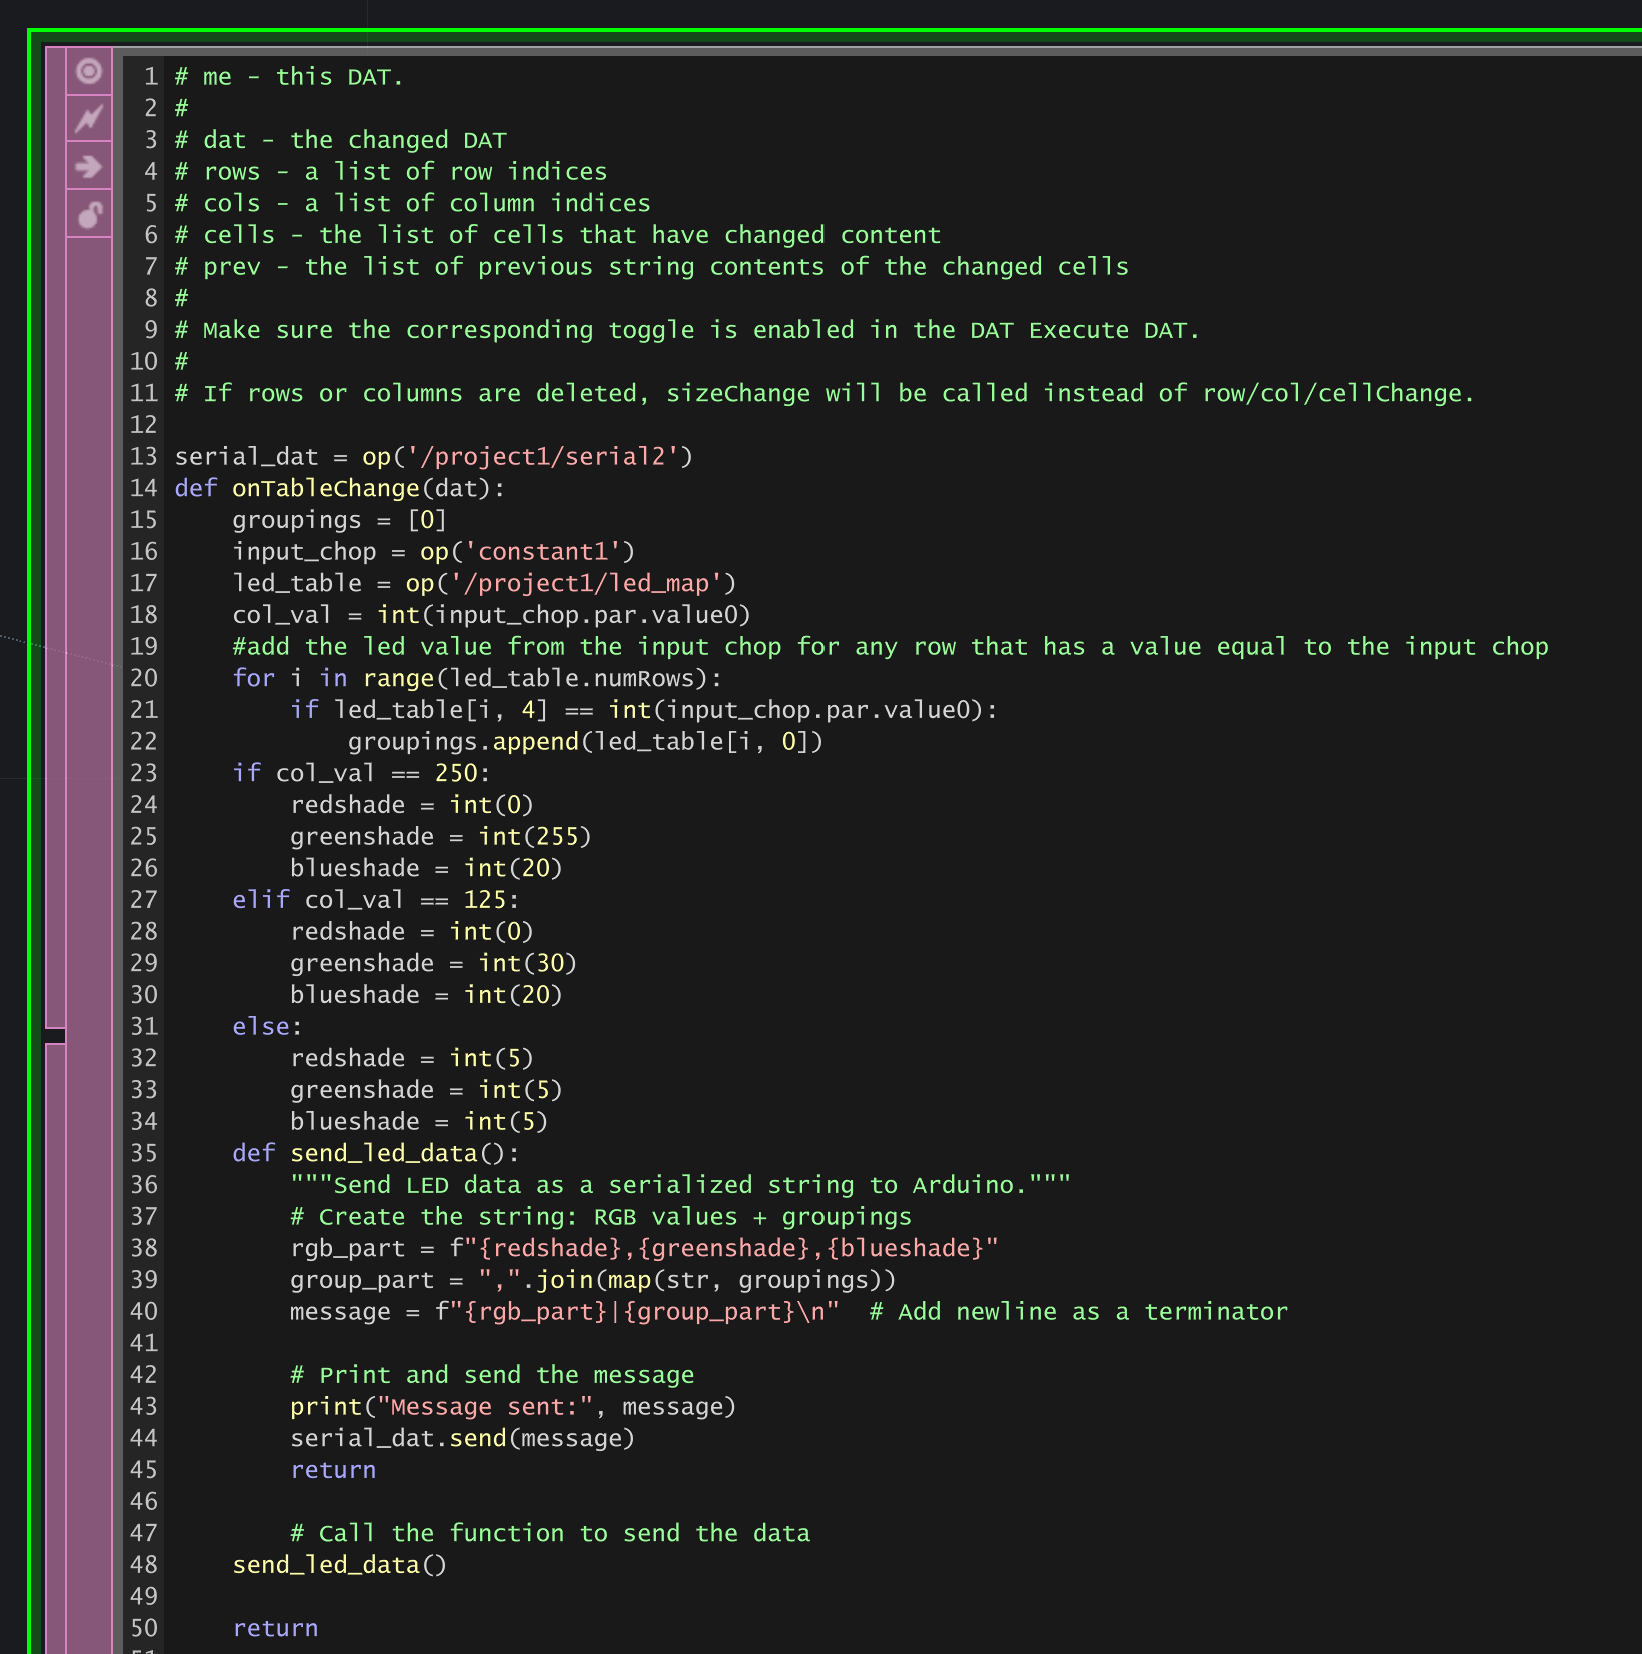 1 # me - this DAT.
2 #
3 # dat - the changed DAT
4 # rows - a list of row indices
5 # cols - a list of column indices
6 # cells - the list of cells that have changed content
7 # prev - the list of previous string contents of the changed cells
8 #
9 # Make sure the corresponding toggle is enabled in the DAT Execute DAT.
10 #
11 # If rows or columns are deleted, sizeChange will be called instead of row/col/cellChange.
12
13 serial_dat = op('/project1/serial2')
14 def onTableChange(dat):
15     groupings = [0]
16     input_chop = op('constant1')
17     led_table = op('/project1/led_map')
18     col_val = int(input_chop.par.value0)
19     #add the led value from the input chop for any row that has a value equal to the input chop
20     for i in range(led_table.numRows):
21         if led_table[i, 4] == int(input_chop.par.value0):
22             groupings.append(led_table[i, 0])
23     if col_val == 250:
24         redshade = int(0)
25         greenshade = int(255)
26         blueshade = int(20)
27     elif col_val == 125:
28         redshade = int(0)
29         greenshade = int(30)
30         blueshade = int(20)
31     else:
32         redshade = int(5)
33         greenshade = int(5)
34         blueshade = int(5)
35     def send_led_data():
36         """Send LED data as a serialized string to Arduino."""
37         # Create the string: RGB values + groupings
38         rgb_part = f"{redshade},{greenshade},{blueshade}"
39         group_part = ",".join(map(str, groupings))
40         message = f"{rgb_part}|{group_part}\n"  # Add newline as a terminator
41
42         # Print and send the message
43         print("Message sent:", message)
44         serial_dat.send(message)
45         return
46
47         # Call the function to send the data
48     send_led_data()
49
50     return